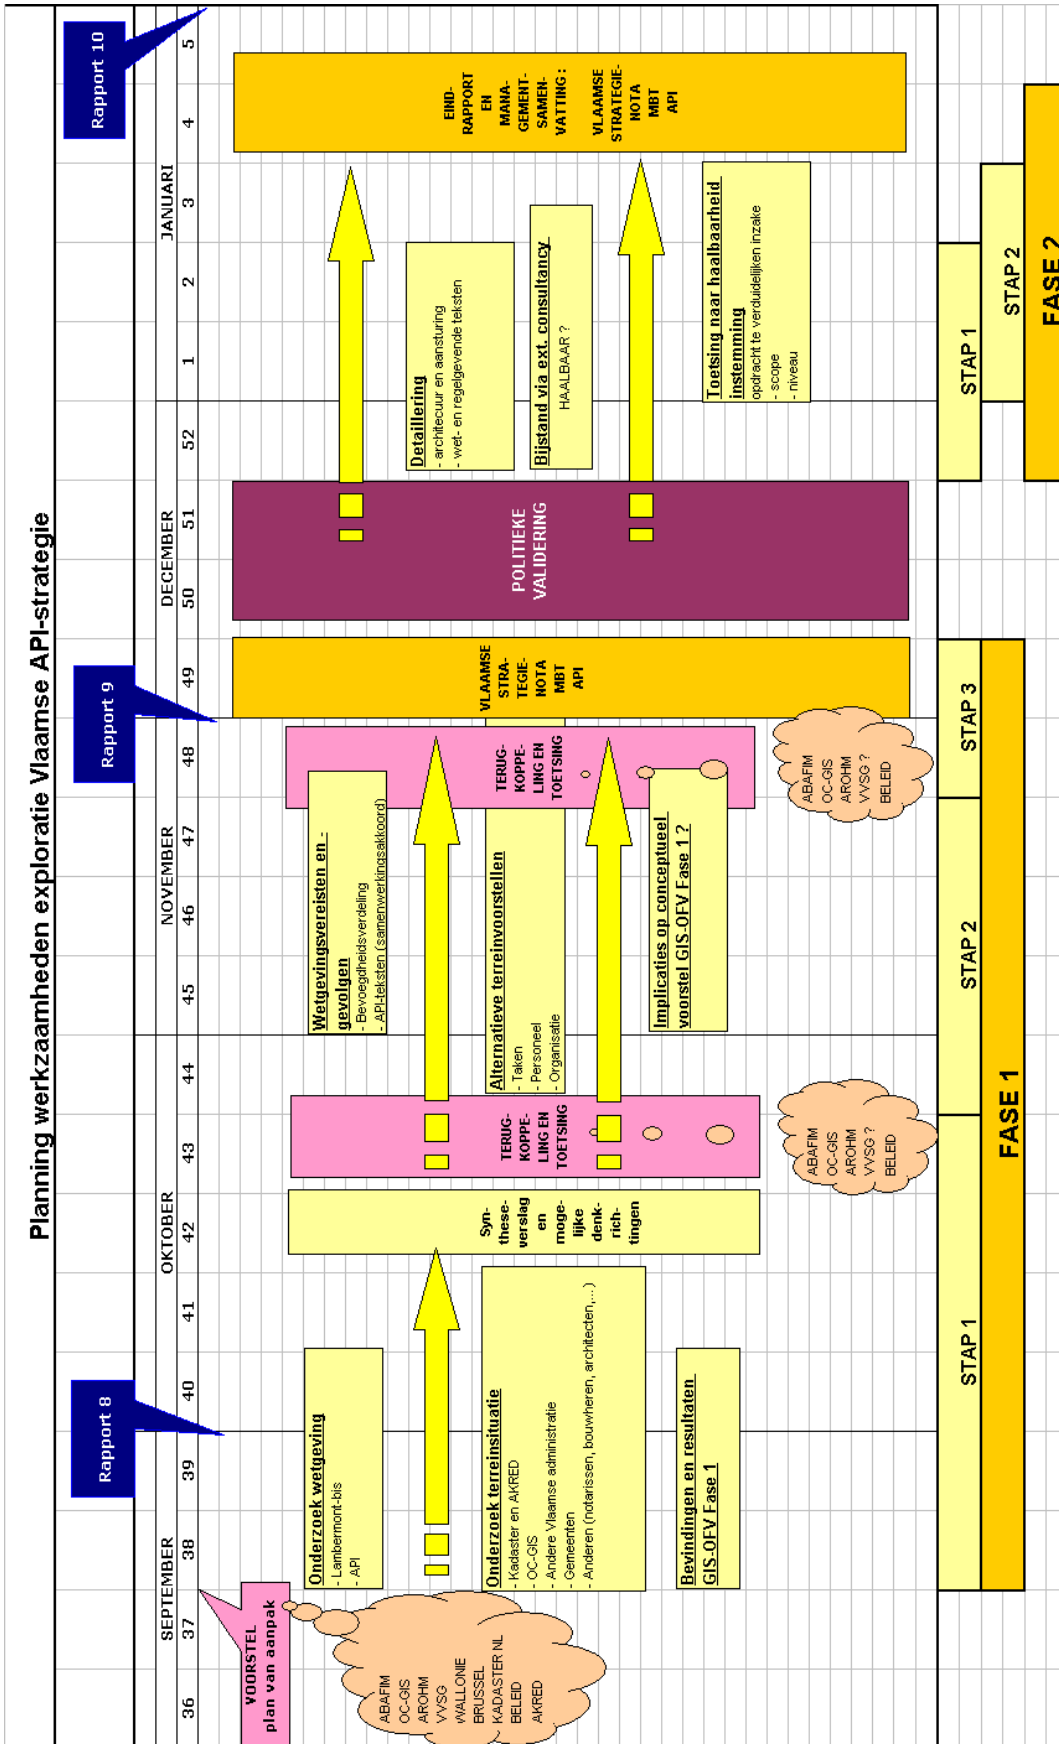 Planning werkzaamheden exploratie Vlaamse API-strategie
Rapport 8
Rapport 9
Rapport 10
SEPTEMBER
OKTOBER
NOVEMBER
DECEMBER
JANUARI
36
37
38
39
40
41
42
43
44
45
46
47
48
49
50
51
52
1
2
3
4
5
VOORSTEL
plan van aanpak
ABAFIM
OC-GIS
AROHM
VVSG
WALLONIE
BRUSSEL
KADASTER NL
BELEID
AKRED
Onderzoek wetgeving
- Lambermont-bis
- API
Onderzoek terreinsituatie
- Kadaster en AKRED
- OC-GIS
- Andere Vlaamse administratie
- Gemeenten
- Anderen (notarissen, bouwheren, architecten,...)
Bevindingen en resultaten
GIS-OFV Fase 1
Syn-
these-
verslag
en
moge-
lijke
denk-
rich-
tingen
TERUG-
KOPPE-
LING EN
TOETSING
ABAFIM
OC-GIS
AROHM
VVSG ?
BELEID
Wetgevingsvereisten en -
gevolgen
- Bevoegdheidsverdeling
- API-teksten (samenwerkingsakkoord)
Alternatieve terreinvoorstellen
- Taken
- Personeel
- Organisatie
Implicaties op conceptueel
voorstel GIS-OFV Fase 1 ?
TERUG-
KOPPE-
LING EN
TOETSING
ABAFIM
OC-GIS
AROHM
VVSG ?
BELEID
VLAAMSE
STRA-
TEGIE-
NOTA
MBT
API
POLITIEKE
VALIDERING
Detaillering
- architecuur en aansturing
- wet- en regelgevende teksten
Bijstand via ext. consultancy
HAALBAAR ?
Toetsing naar haalbaarheid
instemming
opdracht te verduidelijken inzake
- scope
- niveau
EIND-
RAPPORT
EN
MANA-
GEMENT-
SAMEN-
VATTING :
VLAAMSE
STRATEGIE-
NOTA
MBT
API
STAP 1
STAP 2
STAP 3
FASE 1
STAP 1
STAP 2
FASE 2